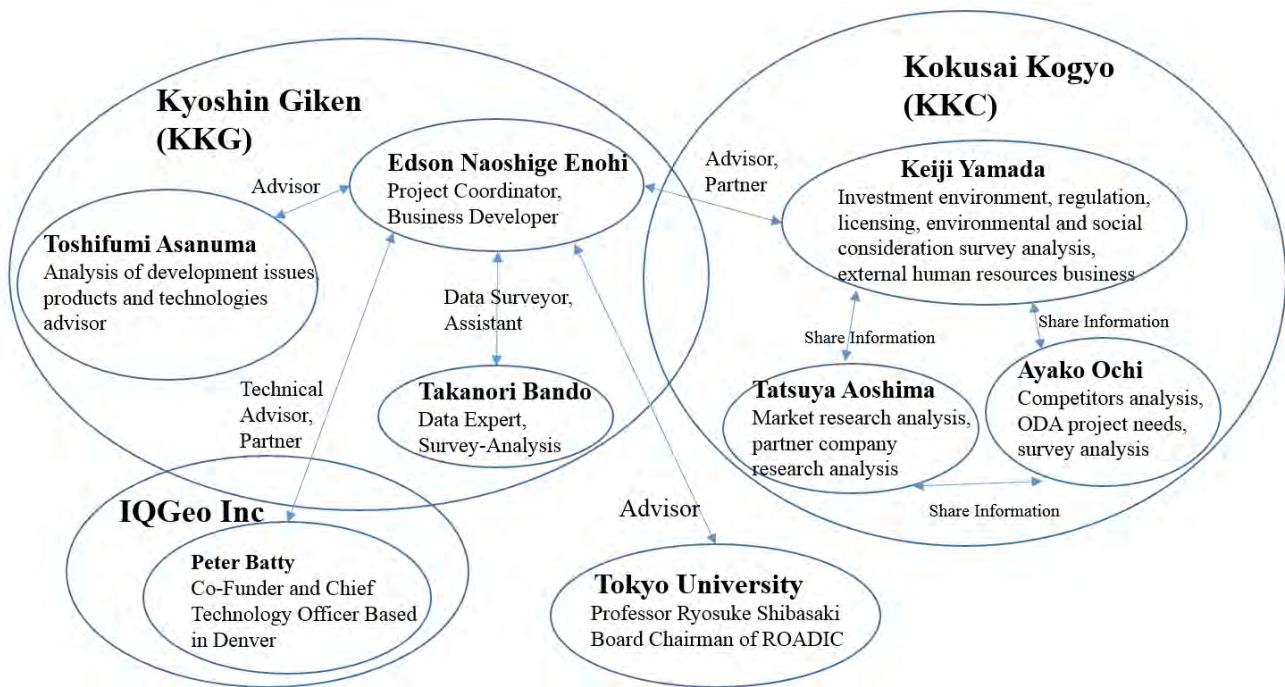 Kyoshin Giken
(KKG)
Edson Naoshige Enohi
Project Coordinator,
Business Developer
Advisor
Toshifumi Asanuma
Analysis of development issues,
products and technologies
advisor
Data Surveyor,
Assistant
Takanori Bando
Data Expert,
Survey-Analysis
Technical
Advisor,
Partner
IQGeo Inc
Peter Batty
Co-Funder and Chief
Technology Officer Based
in Denver
Advisor
Tokyo University
Professor Ryosuke Shibasaki
Board Chairman of ROADIC
Advisor,
Partner
Kokusai Kogyo
(KKC)
Keiji Yamada
Investment environment, regulation,
licensing, environmental and social
consideration survey analysis,
external human resources business
Share Information
Share Information
Tatsuya Aoshima
Market research analysis,
partner company
research analysis
Ayako Ochi
Competitors analysis,
ODA project needs,
survey analysis
Share Information